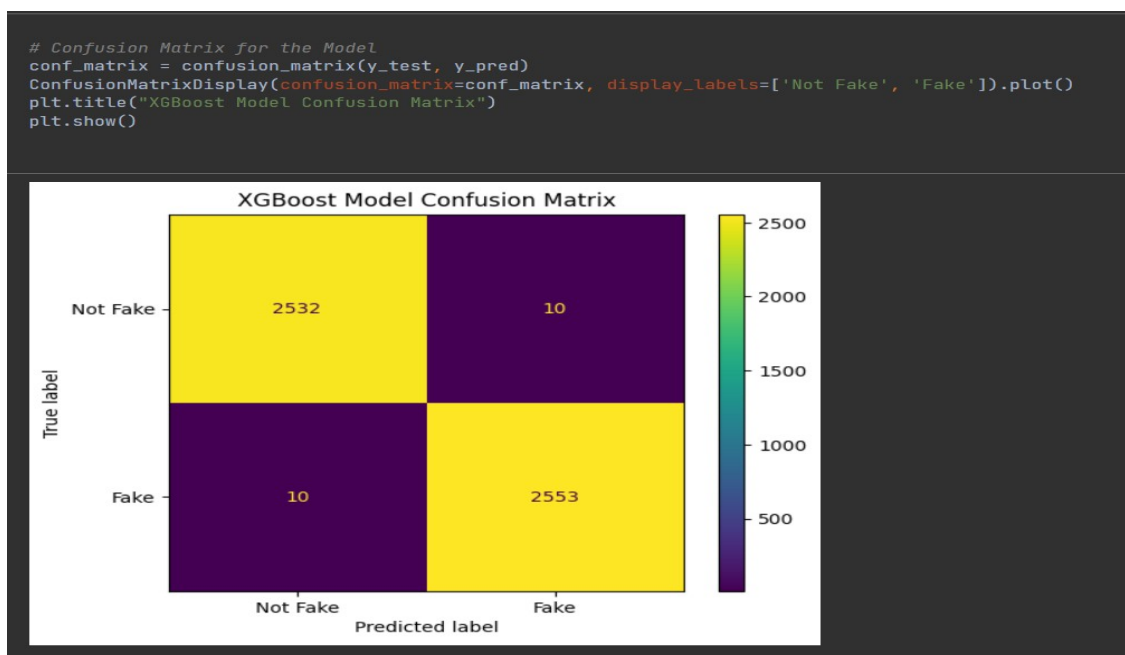 # Confusion Matrix for the Model
conf_matrix = confusion_matrix(y_test, y_pred)
ConfusionMatrixDisplay(confusion_matrix=conf_matrix, display_labels=['Not Fake', 'Fake']).plot()
plt.title("XGBoost Model Confusion Matrix")
plt.show()
XGBoost Model Confusion Matrix
2500
2000
1500
1000
500
True label
Not Fake
2532
10
Fake
10
2553
Not Fake
Fake
Predicted label